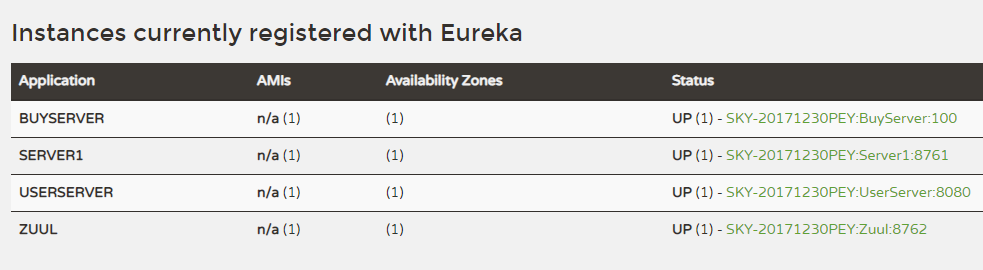 Instances currently registered with Eureka
Application AMIs Availability Zones Status
BUYSERVER n/a (1) (1) UP (1) - SKY-20171230PEY:BuyServer:100
SERVER1 n/a (1) (1) UP (1) - SKY-20171230PEY:Server1:8761
USERSERVER n/a (1) (1) UP (1) - SKY-20171230PEY:UserServer:8080
ZUUL n/a (1) (1) UP (1) - SKY-20171230PEY:Zuul:8762